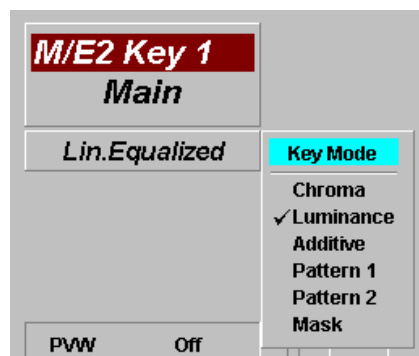 M/E2 Key 1
Main
Lin.Equalized
Key Mode
Chroma
✓Luminance
Additive
Pattern 1
Pattern 2
Mask
PVW Off